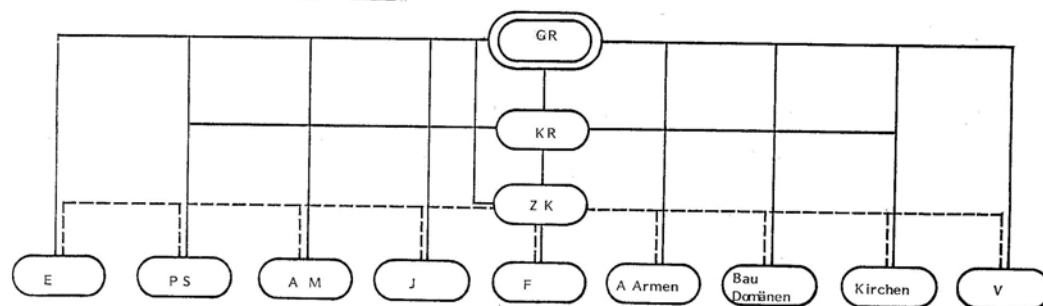 GR
KR
Z K
E
P S
A M
J
F
A Armen
Bau
Domänen
Kirchen
V